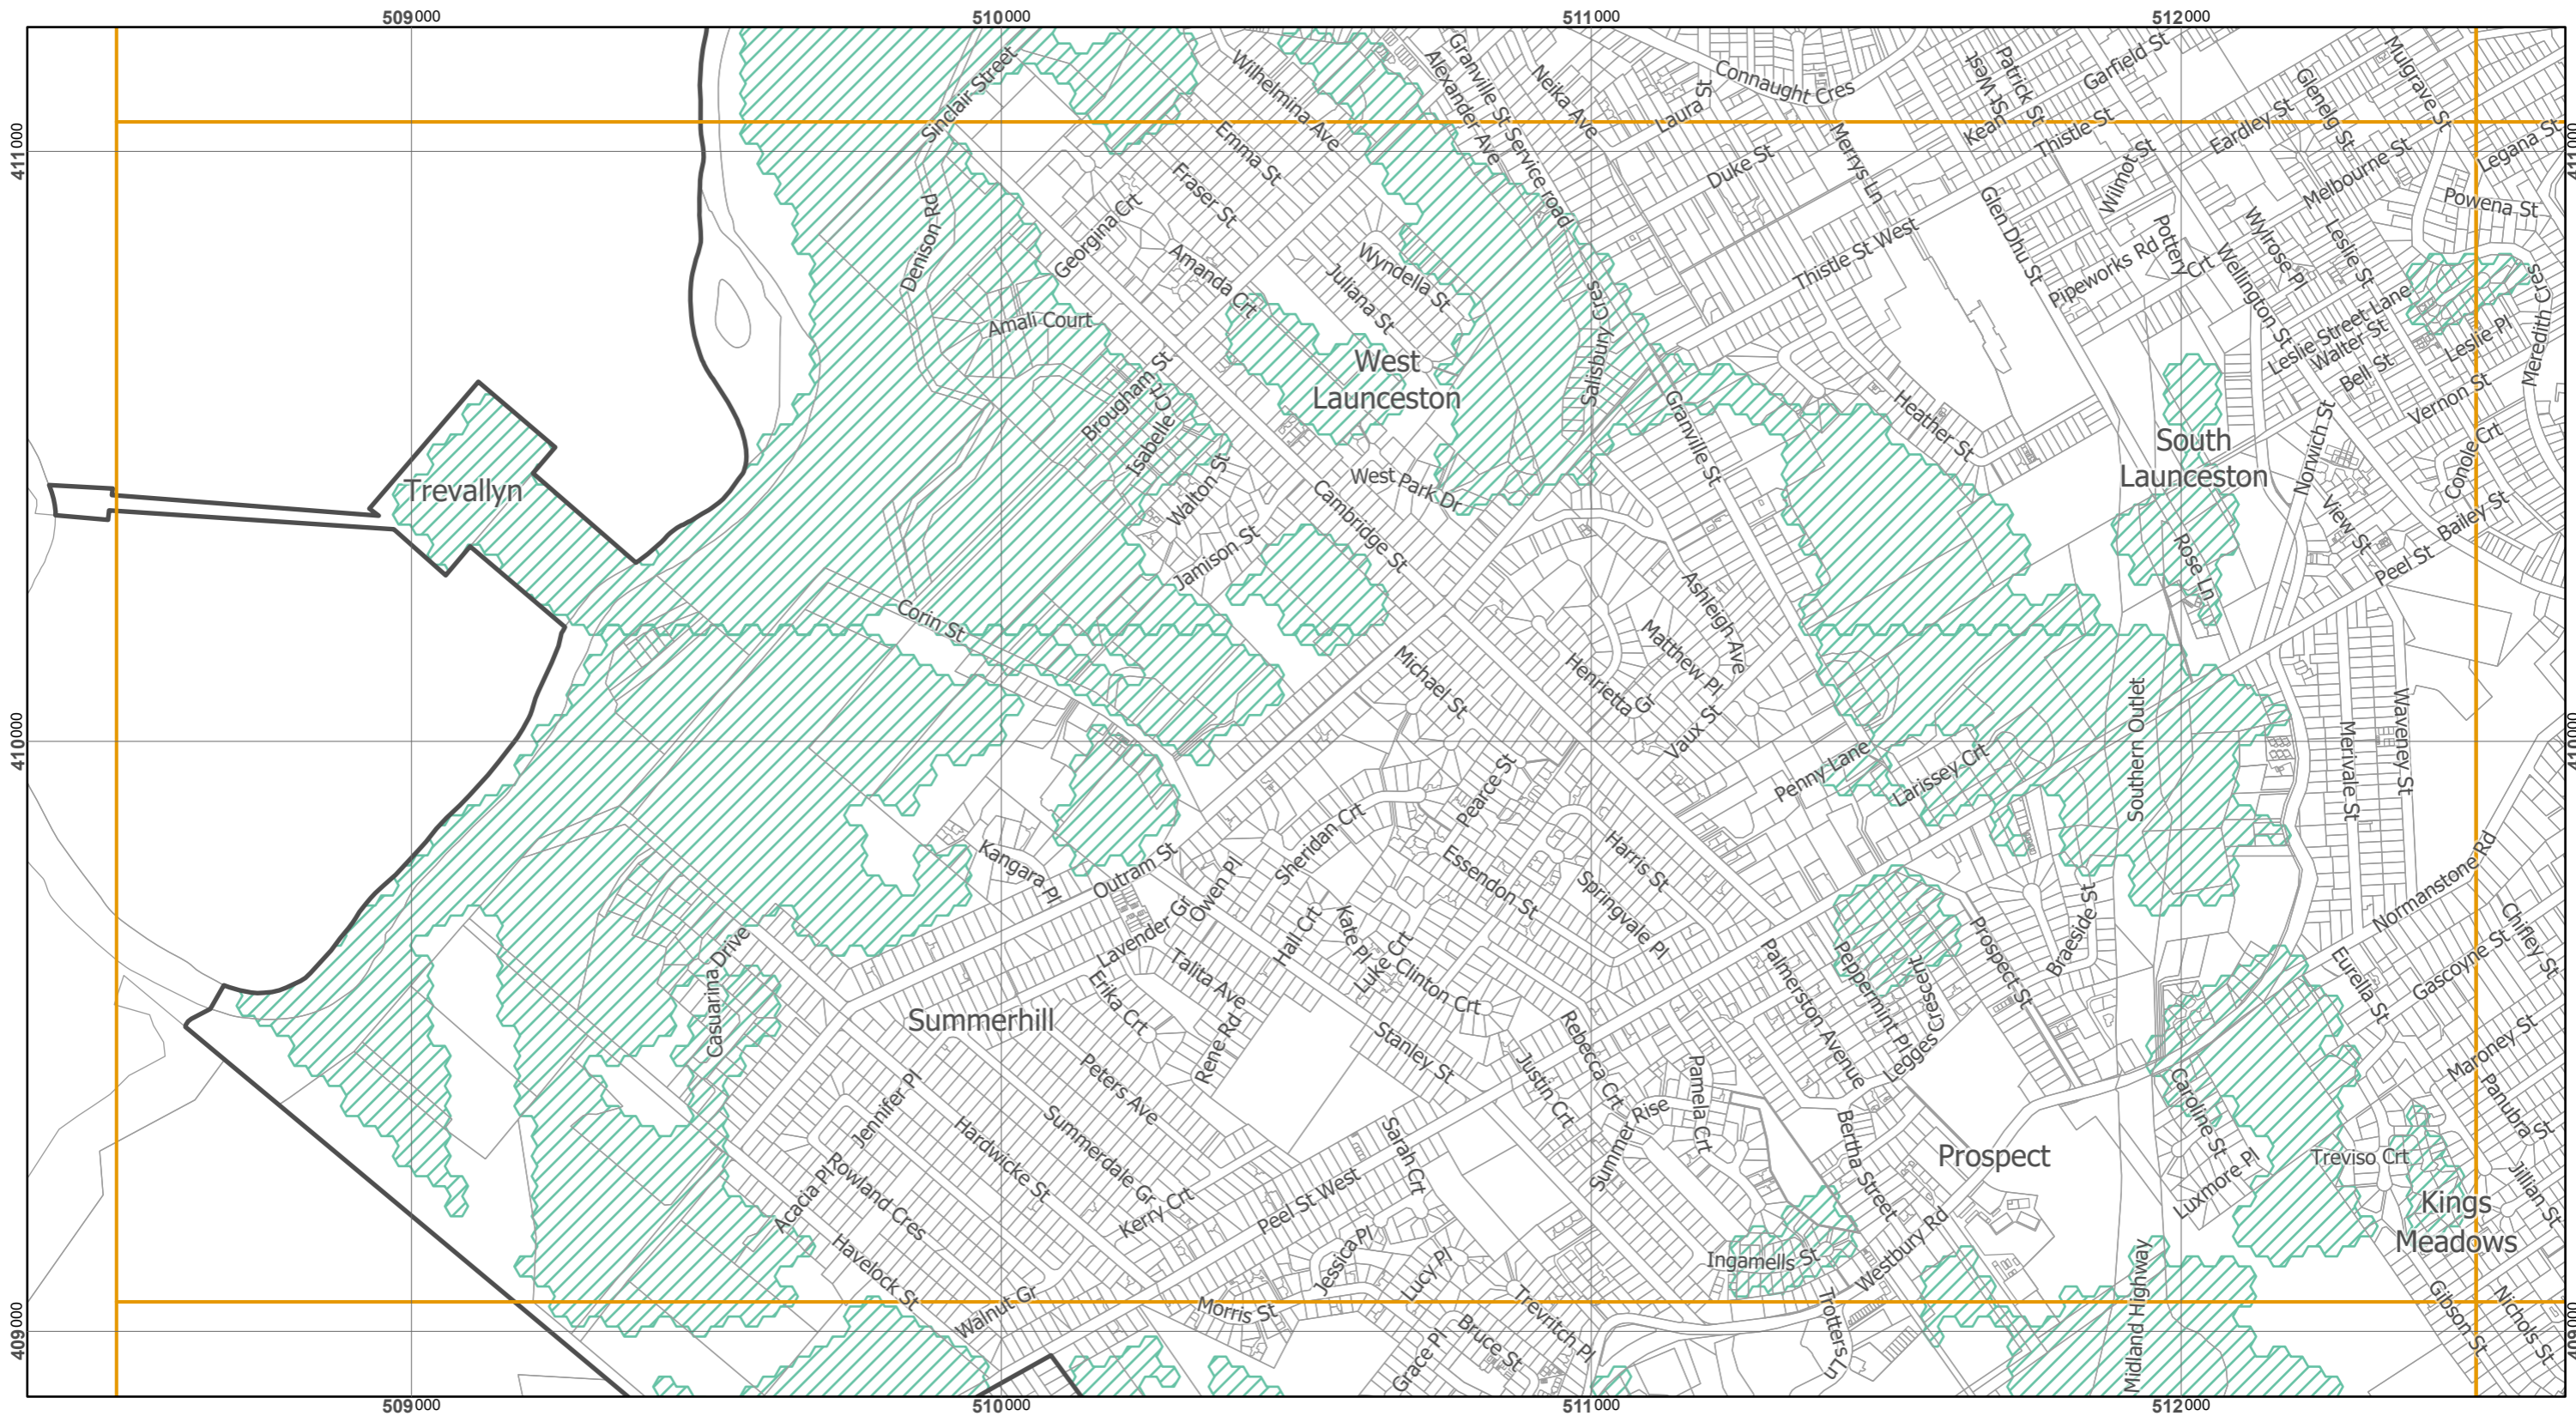 509000
510000
511000
512000
Sinclair Street
Wilhelmina Ave
Granville St Service road
Alexander Ave
Neika Ave
Laura St
Connaught Cres
Kean St West
Patrick St
Garfield St
Mulgrave St
Glenelg St
Eardley St
411000
411000
Emma St
Fraser St
Duke St
Merrys Ln
Thistle St
Wilmot St
Melbourne St
Legana St
Powena St
Denison Rd
Georgina Crt
Amanda Crt
Wyndella St
Juliana St
Thistle St West
Glen Dhu St
Pipeworks Rd
Pottery Crt
Wellington St
Wylrose Pl
Leslie St
Amali Court
Salisbury Cres
Leslie Street Lane
Walter St
Bell St
Leslie Pl
Meredith Cres
Brougham St
Isabelle Crt
West
Launceston
Granville St
Heather St
Vernon St
South
Launceston
Norwich St
Conole Crt
Trevallyn
Walton St
West Park Dr
Cambridge St
View St
Bailey St
Jamison St
Rose Ln
Peel St
Corin St
Ashleigh Ave
Matthew Pl
Michael St
Henrietta Gr
Vaux St
Southern Outlet
Merivale St
Waveney St
410000
410000
Penny Lane
Larissey Crt
Pearce St
Sheridan Crt
Kangara Pl
Outram St
Owen Pl
Essendon St
Harris St
Springvale Pl
Normanstone Rd
Casuarina Drive
Lavender Gr
Hall Crt
Kate Pl
Luke Crt
Clinton Crt
Talita Ave
Erika Crt
Palmerston Avenue
Peppermint Pl
Legges Crescent
Prospect St
Braeside St
Eurella St
Gascoyne St
Chifley St
Summerhill
Rene Rd
Stanley St
Rebecca Crt
Justin Crt
Pamela Crt
Maroney St
Panubra St
Caroline St
Peters Ave
Jennifer Pl
Hardwicke St
Summerdale Gr
Summer Rise
Bertha Street
Prospect
Treviso Crt
Luxmore Pl
Jillian St
Kings
Meadows
Acacia Pl
Rowland Cres
Kerry Crt
Peel St West
Sarah Crt
Havelock St
Jessica Pl
Lucy Pl
Ingamells St
Westbury Rd
Walnut Gr
Morris St
Grace Pl
Bruce St
Trevritch Pl
Trotters Ln
Midland Highway
Gibson St
Nichols St
409000
409000
509000
510000
511000
512000